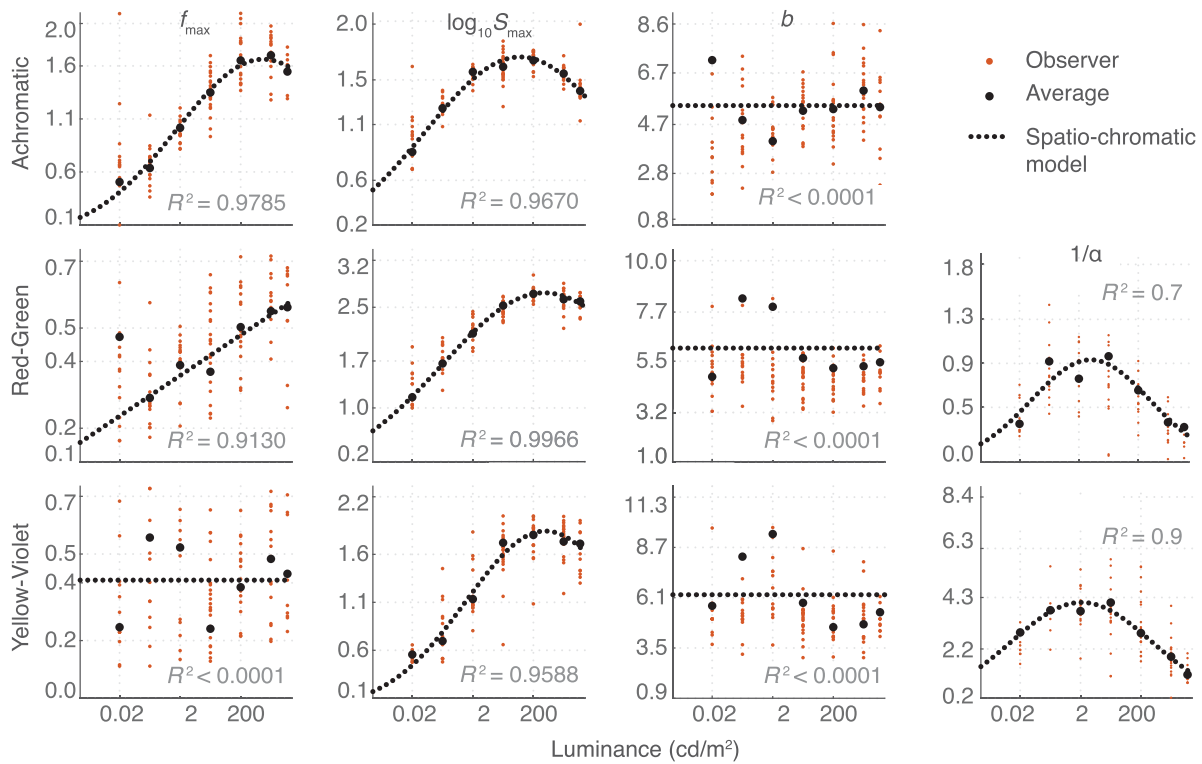 f max
log10 Smax
b
Observer
Average
Spatio-chromatic
model
Achromatic
2.0
1.6
1.1
0.6
0.1
R² = 0.9785
2.0
1.5
1.1
0.6
0.2
R² = 0.9670
8.6
6.7
4.7
2.8
0.8
R² < 0.0001
Red-Green
0.7
0.5
0.4
0.2
0.1
R² = 0.9130
3.2
2.5
1.7
1.0
0.2
R² = 0.9966
10.0
7.7
5.5
3.2
1.0
R² < 0.0001
1/α
1.8
1.3
0.9
0.5
0.0
R² = 0.7
Yellow-Violet
0.7
0.5
0.4
0.2
0.0
R² < 0.0001
2.2
1.6
1.1
0.5
0.1
R² = 0.9588
11.3
8.7
6.1
3.5
0.9
R² < 0.0001
8.4
6.3
4.3
2.2
0.2
R² = 0.9
0.02 2 200
0.02 2 200
0.02 2 200
0.02 2 200
Luminance (cd/m²)